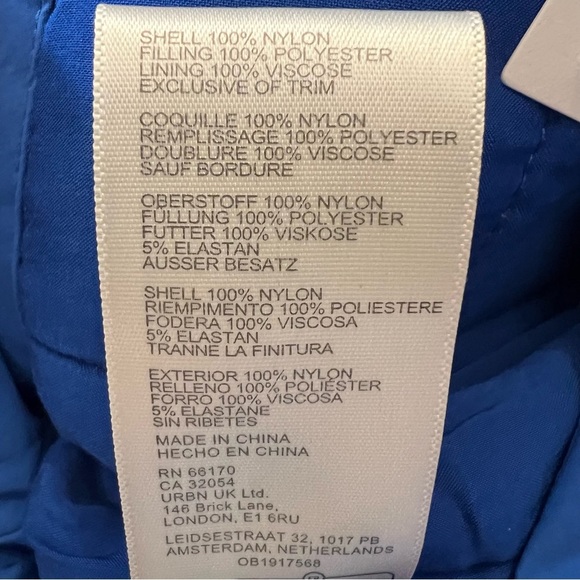 SHELL 100% NYLON
FILLING 100% POLYESTER
LINING 100% VISCOSE
EXCLUSIVE OF TRIM
COQUILLE 100% NYLON
REMPLISSAGE 100% POLYESTER
DOUBLURE 100% VISCOSE
SAUF BORDURE
OBERSTOFF 100% NYLON
FÜLLUNG 100% POLYESTER
FUTTER 100% VISKOSE
5% ELASTAN
AUSSER BESATZ
SHELL 100% NYLON
RIEMPIMENTO 100% POLIESTERE
FODERA 100% VISCOSA
5% ELASTAN
TRANNE LA FINITURA
EXTERIOR 100% NYLON
RELLENO 100% POLIÉSTER
FORRO 100% VISCOSA
5% ELASTANE
SIN RIBETES
MADE IN CHINA
HECHO EN CHINA
RN 66170
CA 32054
URBN UK Ltd.
146 Brick Lane,
LONDON, E1 6RU
LEIDSESTRAAT 32, 1017 PB
AMSTERDAM, NETHERLANDS
OB1917568